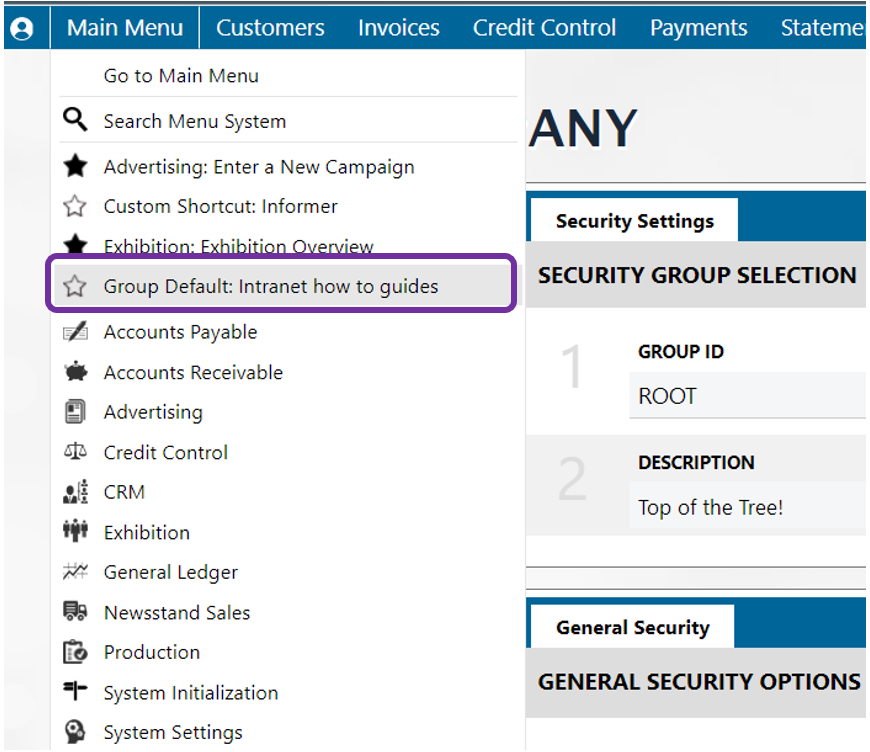 Main Menu Customers Invoices Credit Control Payments Stateme
Go to Main Menu
Search Menu System
Advertising: Enter a New Campaign
Custom Shortcut: Informer
Exhibition: Exhibition Overview
Group Default: Intranet how to guides
Accounts Payable
Accounts Receivable
Advertising
Credit Control
CRM
Exhibition
General Ledger
Newsstand Sales
Production
System Initialization
System Settings
ANY
Security Settings
SECURITY GROUP SELECTION
1
GROUP ID
ROOT
2
DESCRIPTION
Top of the Tree!
General Security
GENERAL SECURITY OPTIONS